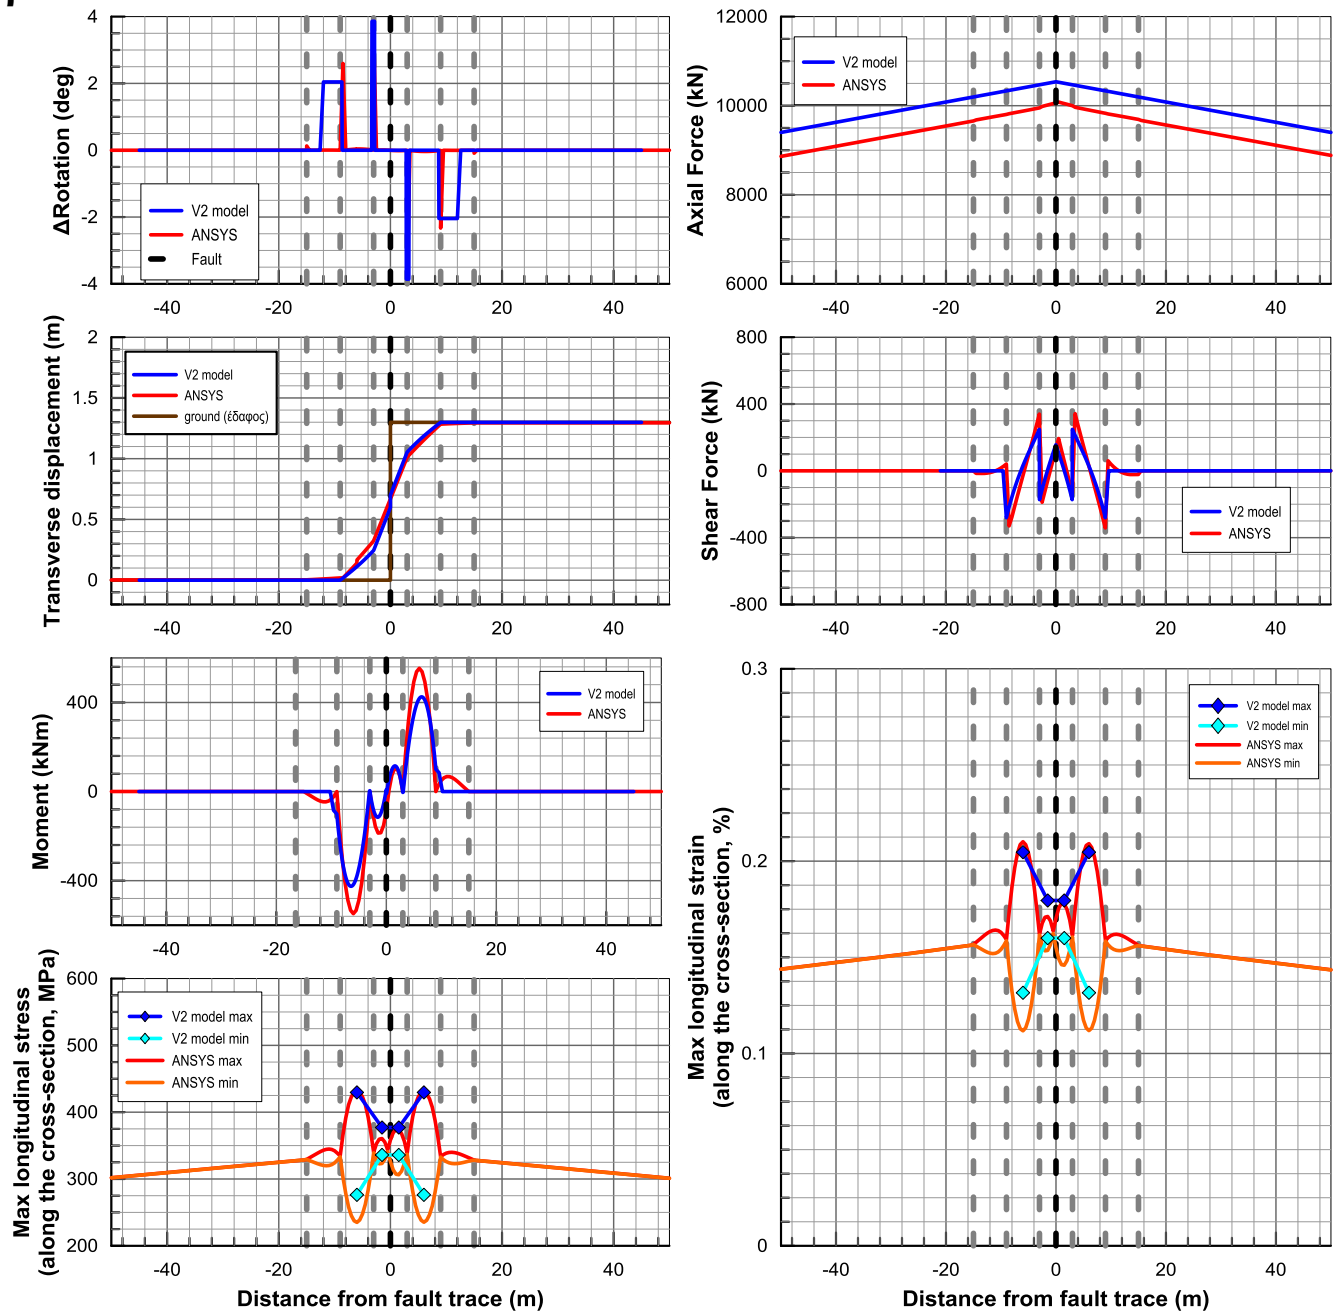 4
2
0
-2
-4
ΔRotation (deg)
V2 model
ANSYS
Fault
-40
-20
0
20
40
12000
10000
8000
6000
Axial Force (kN)
V2 model
ANSYS
-40
-20
0
20
40
2
1.5
1
0.5
0
Transverse displacement (m)
V2 model
ANSYS
ground (έδαφος)
-40
-20
0
20
40
800
400
0
-400
-800
Shear Force (kN)
V2 model
ANSYS
-40
-20
0
20
40
400
0
-400
Moment (kNm)
V2 model
ANSYS
-40
-20
0
20
40
600
500
400
300
200
Max longitudinal stress
(along the cross-section, MPa)
V2 model max
V2 model min
ANSYS max
ANSYS min
-40
-20
0
20
40
Distance from fault trace (m)
0.3
0.2
0.1
0
Max longitudinal strain
(along the cross-section, %)
V2 model max
V2 model min
ANSYS max
ANSYS min
-40
-20
0
20
40
Distance from fault trace (m)